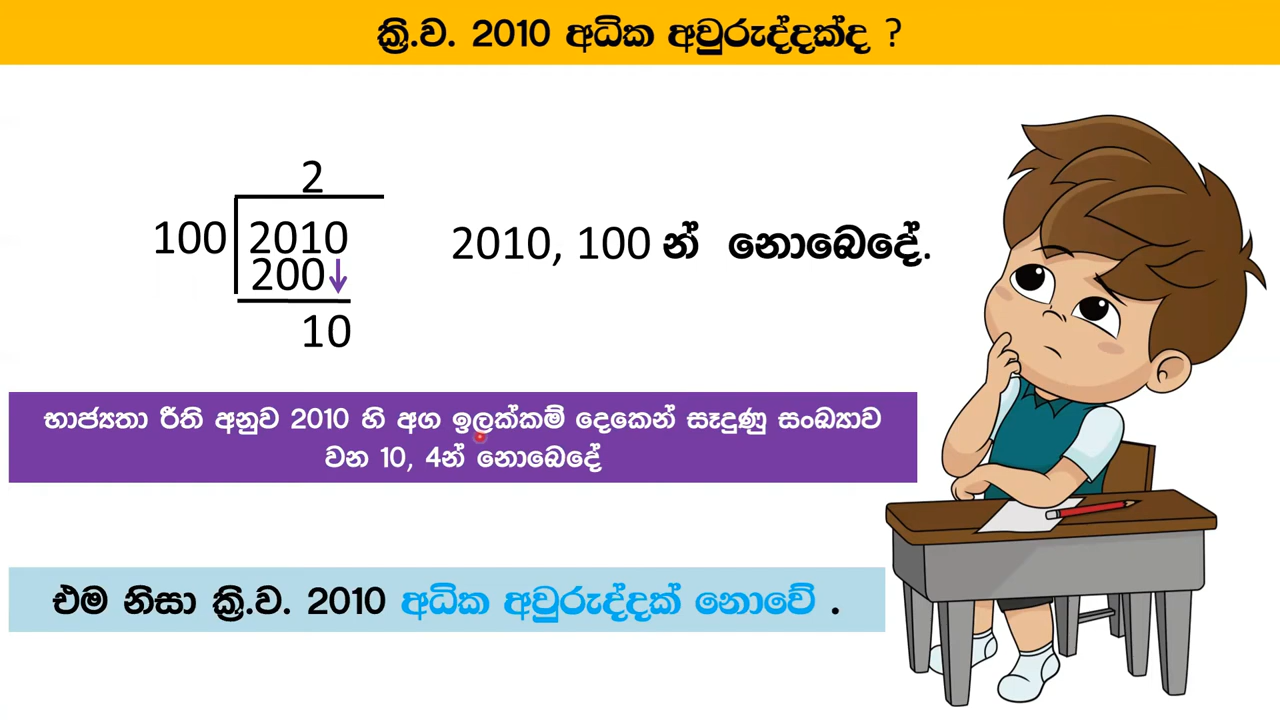 ක්‍රි.ව. 2010 අධික අවුරුද්දක්ද ?
2
100 2010
200
10
2010, 100 න් නොබෙදේ.
භාජ්‍යතා රීති අනුව 2010 හි අග ඉලක්කම් දෙකෙන් සෑදුණු සංඛ්‍යාව
වන 10, 4න් නොබෙදේ
එම නිසා ක්‍රි.ව. 2010 අධික අවුරුද්දක් නොවේ .